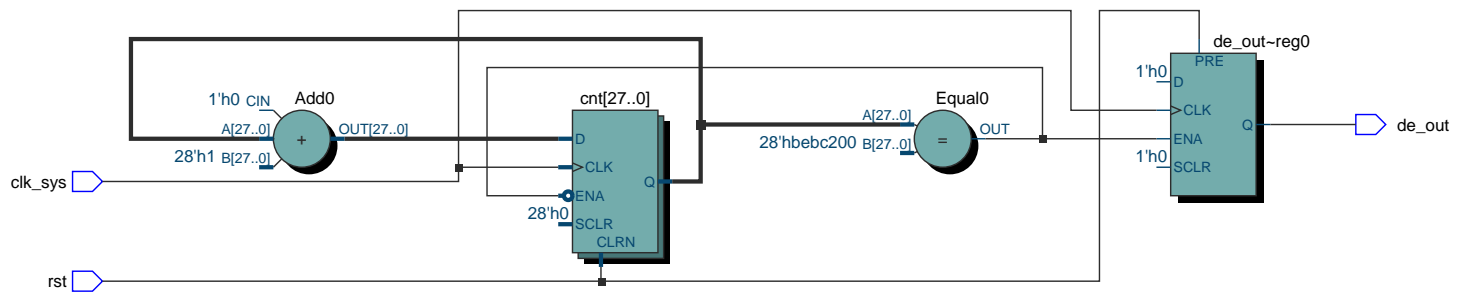 de_out~reg0
PRE
1'h0 D
CLK
ENA
1'h0
SCLR
Q
de_out
1'h0 CIN
Add0
A[27..0]
+
OUT[27..0]
28'h1 B[27..0]
cnt[27..0]
D
CLK
ENA
28'h0
SCLR
CLRN
Q
Equal0
A[27..0]
28'hbebc200 B[27..0]
=
OUT
clk_sys
rst